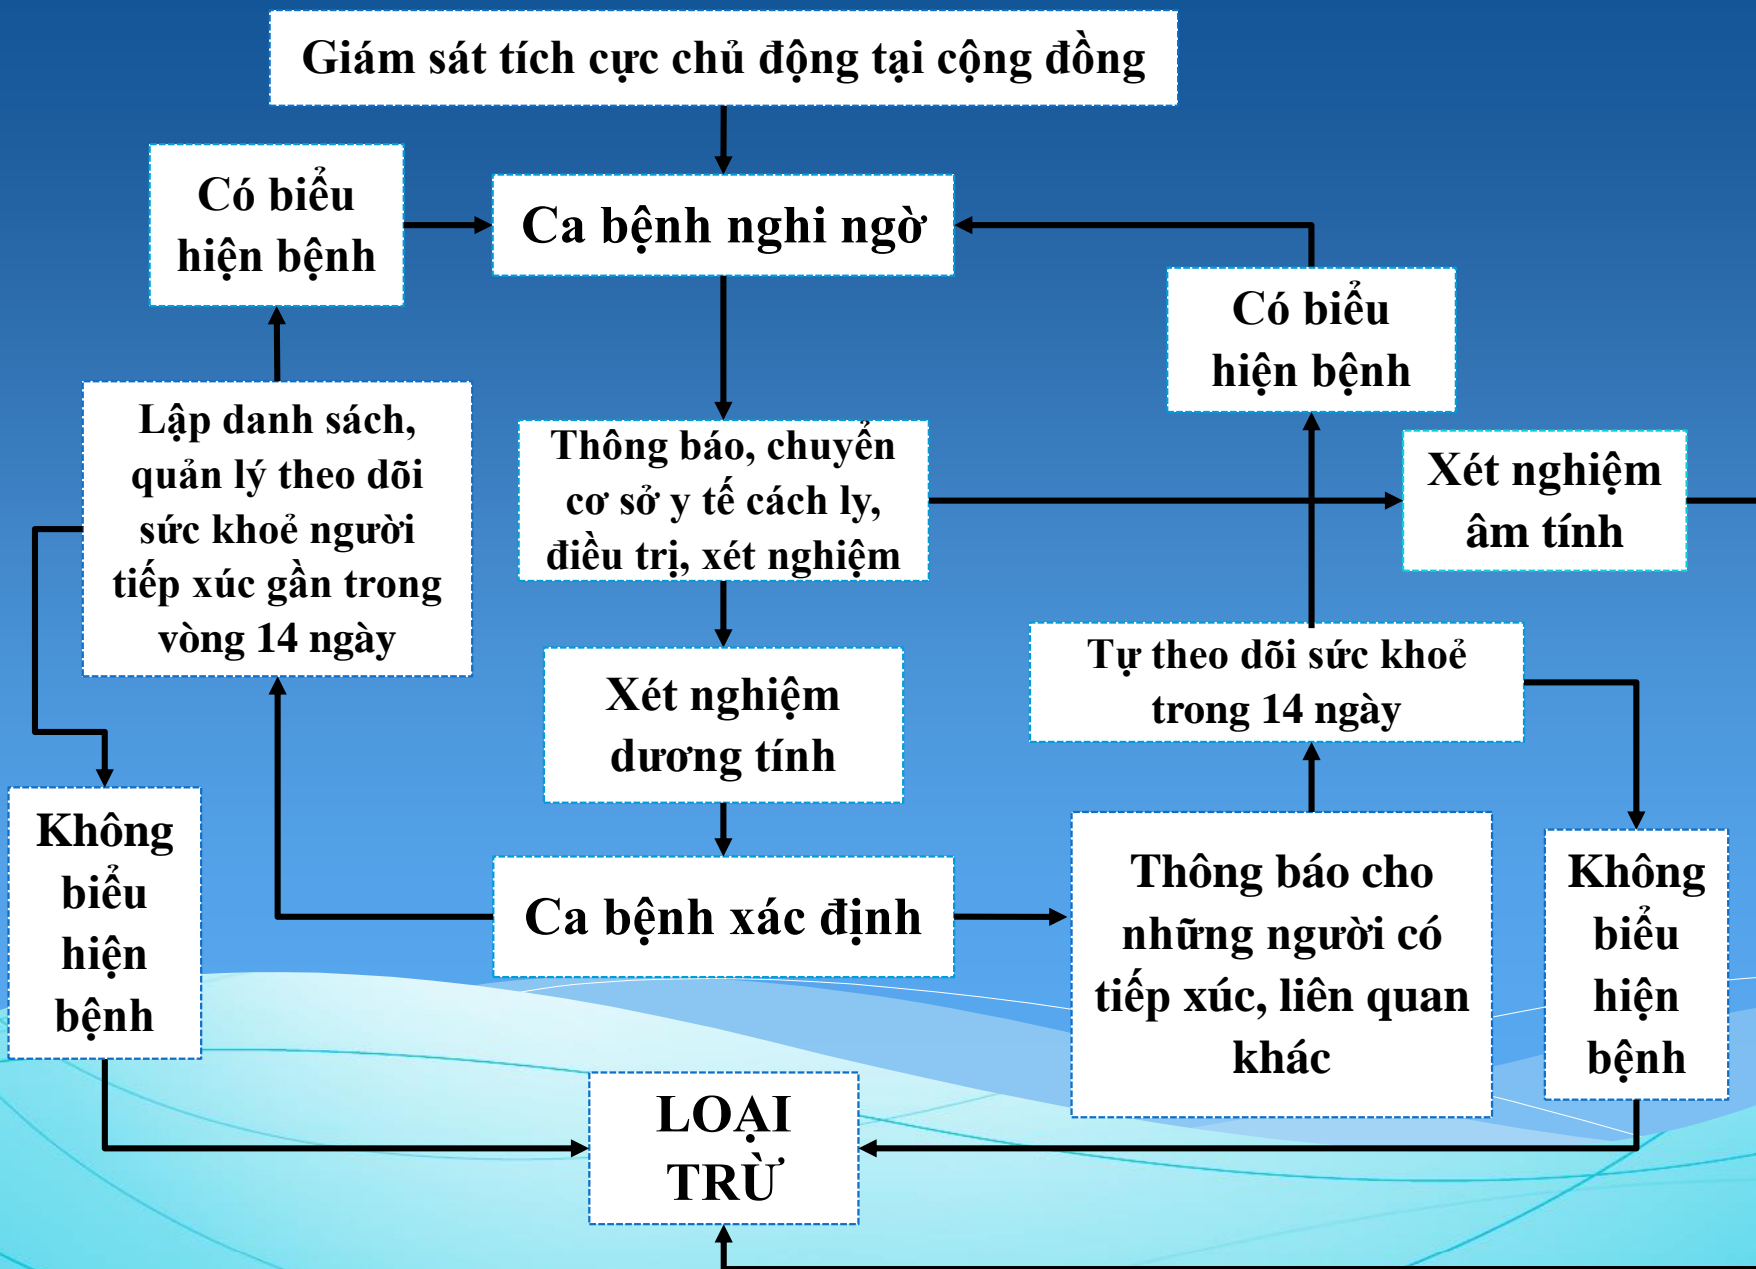 Giám sát tích cực chủ động tại cộng đồng
Có biểu
hiện bệnh
Ca bệnh nghi ngờ
Có biểu
hiện bệnh
Lập danh sách,
quản lý theo dõi
sức khoẻ người
tiếp xúc gần trong
vòng 14 ngày
Thông báo, chuyển
cơ sở y tế cách ly,
điều trị, xét nghiệm
Xét nghiệm
âm tính
Xét nghiệm
dương tính
Tự theo dõi sức khoẻ
trong 14 ngày
Không
biểu
hiện
bệnh
Ca bệnh xác định
Thông báo cho
những người có
tiếp xúc, liên quan
khác
Không
biểu
hiện
bệnh
LOẠI
TRỪ